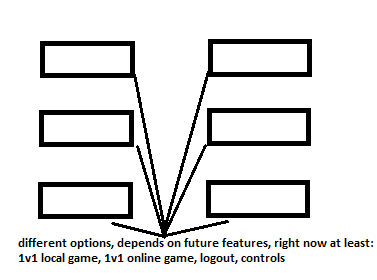 different options, depends on future features, right now at least:
1v1 local game, 1v1 online game, logout, controls